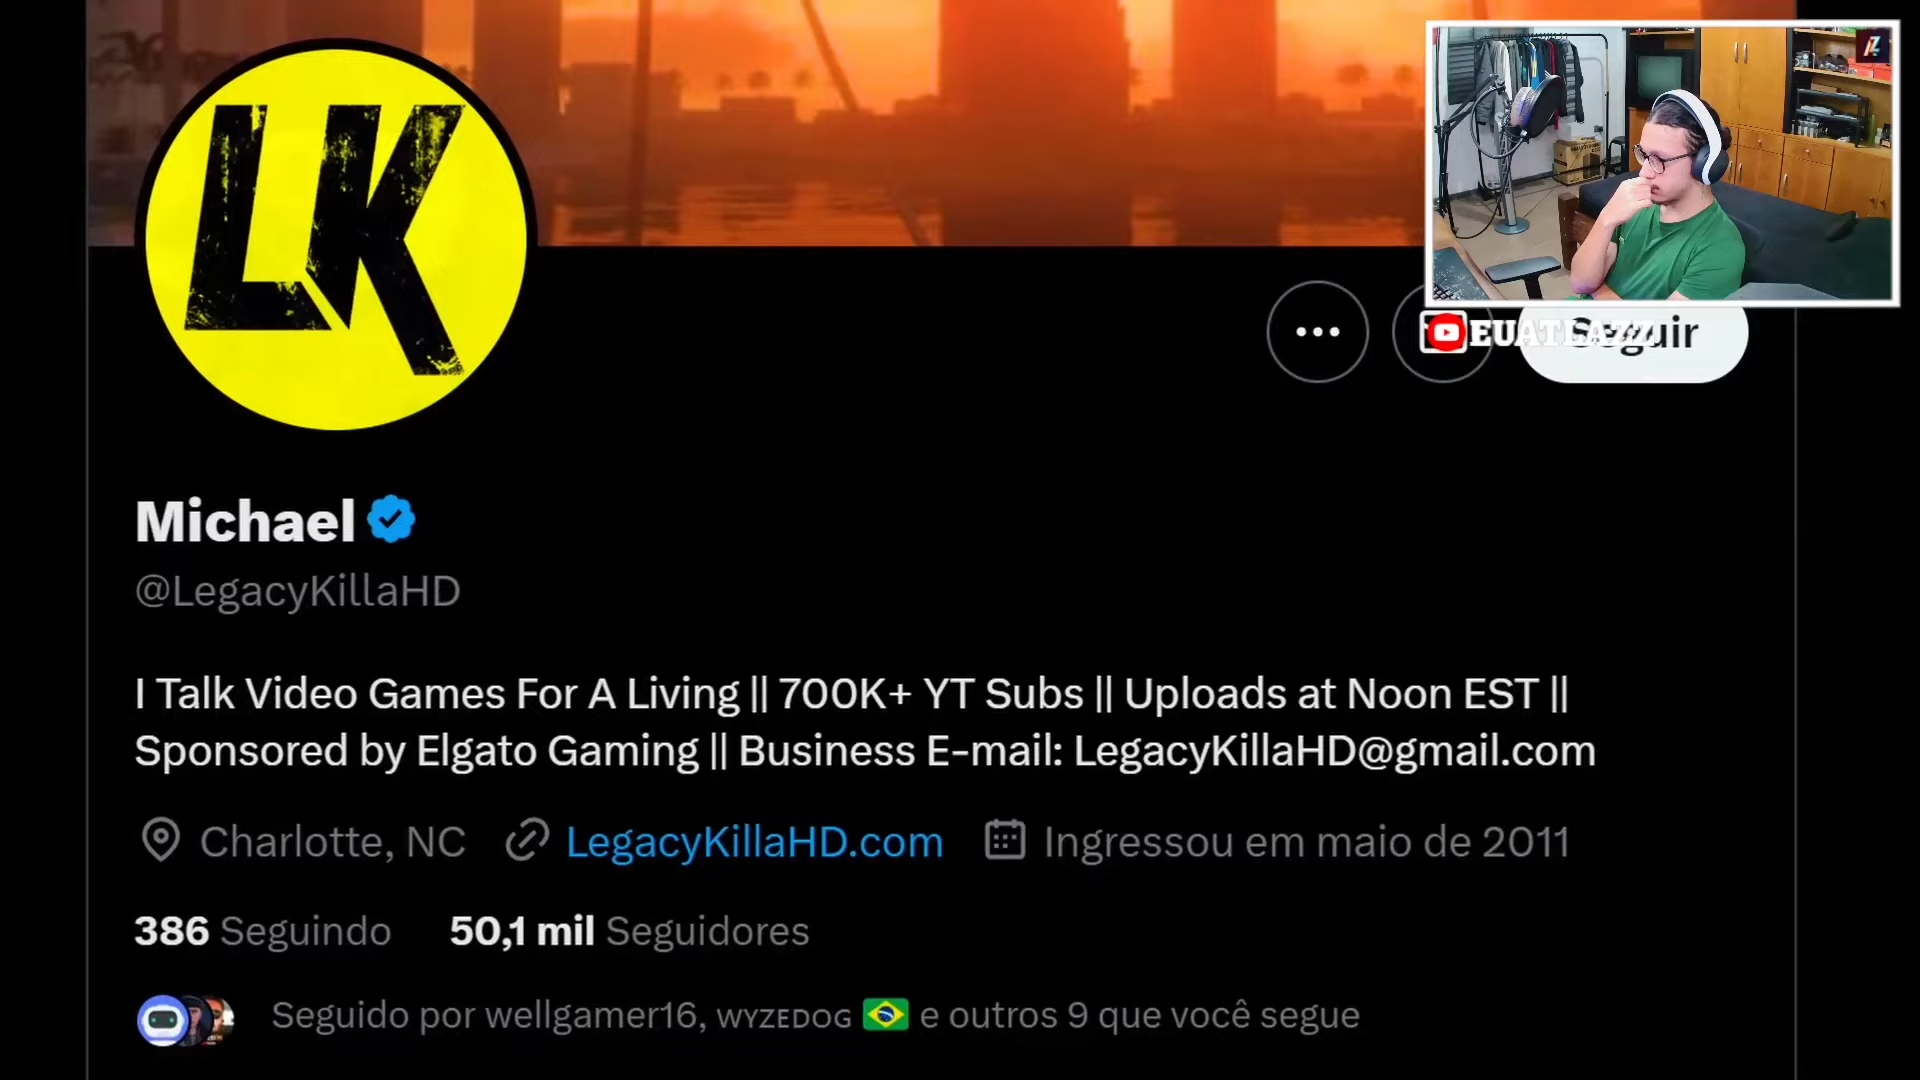 LK
EUATLAZZ
Seguir
Michael
@LegacyKillaHD
I Talk Video Games For A Living || 700K+ YT Subs || Uploads at Noon EST ||
Sponsored by Elgato Gaming || Business E-mail: LegacyKillaHD@gmail.com
Charlotte, NC LegacyKillaHD.com Ingressou em maio de 2011
386 Seguindo 50,1 mil Seguidores
Seguido por wellgamer16, WYZEDOG 🇧🇷 e outros 9 que você segue